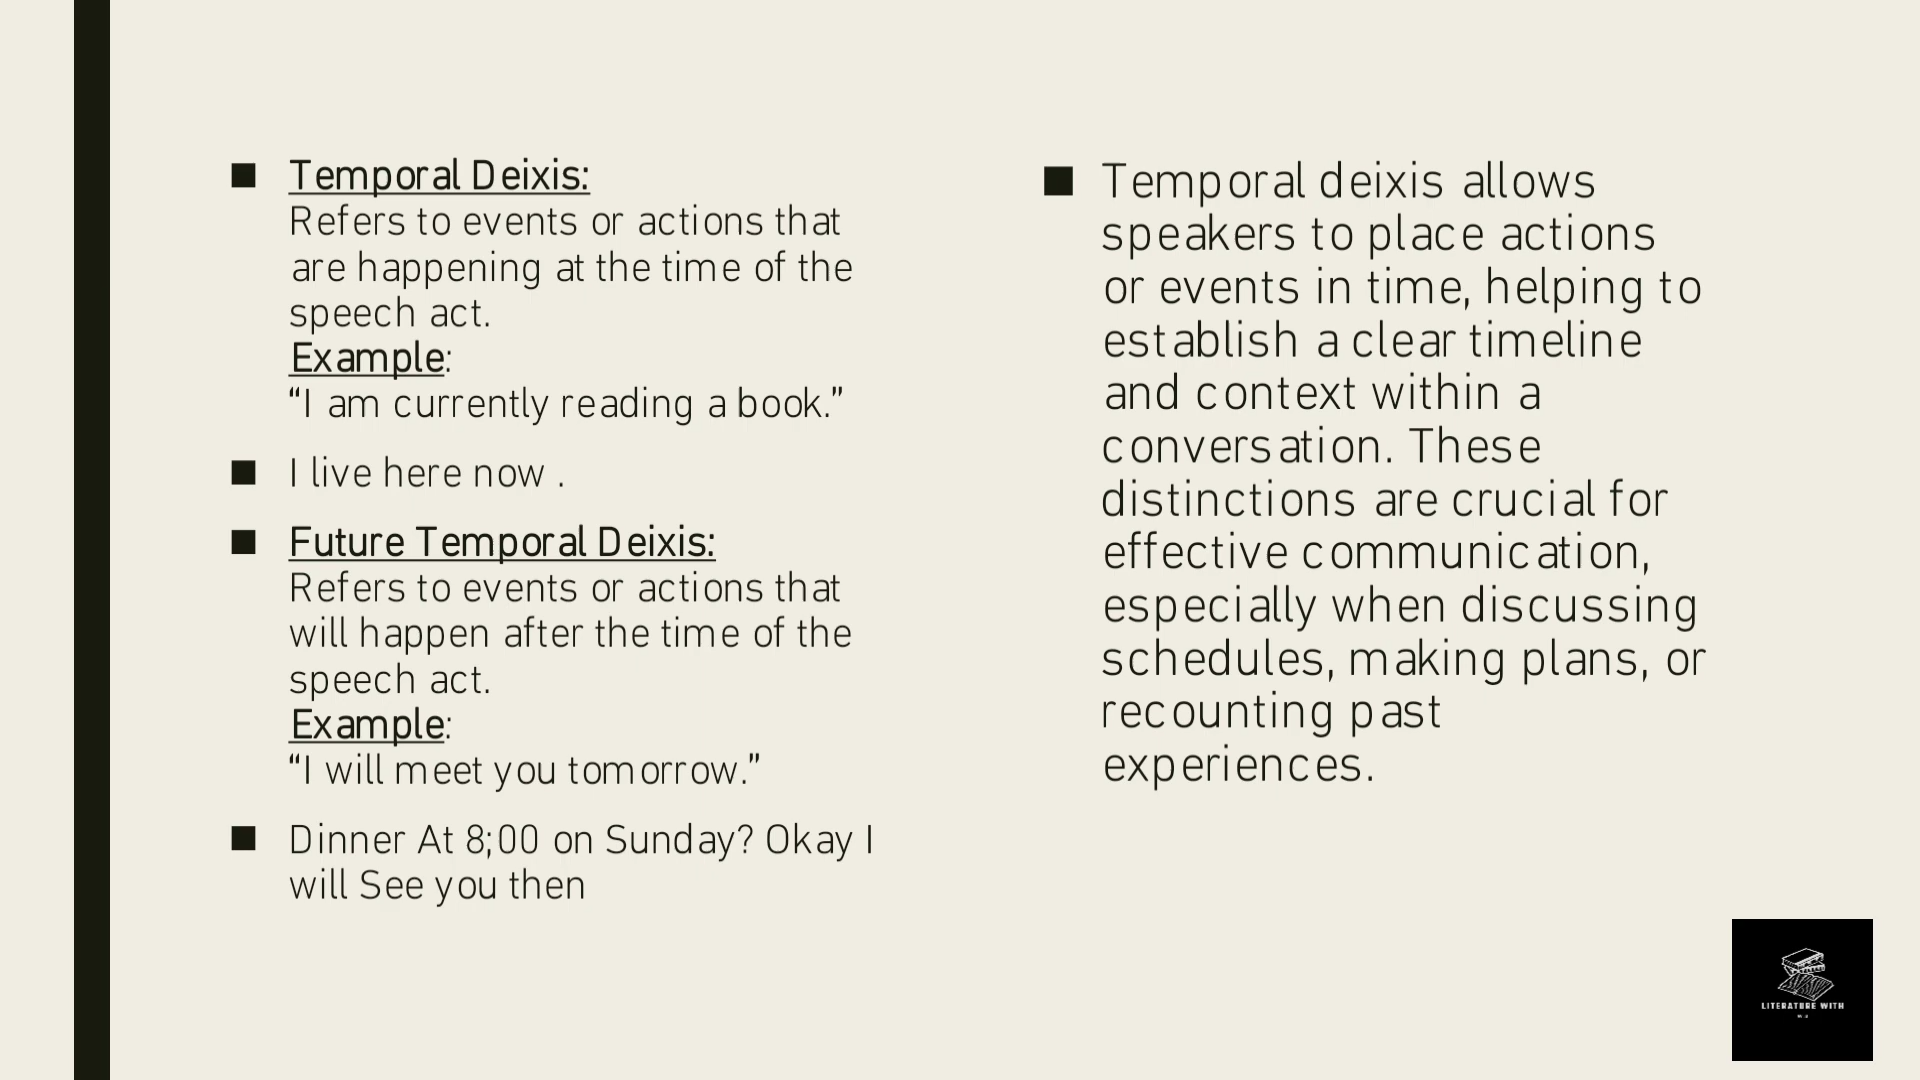 Temporal Deixis:
Refers to events or actions that
are happening at the time of the
speech act.
Example:
“I am currently reading a book.”
I live here now .
Future Temporal Deixis:
Refers to events or actions that
will happen after the time of the
speech act.
Example:
“I will meet you tomorrow.”
Dinner At 8;00 on Sunday? Okay I
will See you then
Temporal deixis allows
speakers to place actions
or events in time, helping to
establish a clear timeline
and context within a
conversation. These
distinctions are crucial for
effective communication,
especially when discussing
schedules, making plans, or
recounting past
experiences.
LITERATURE WITH